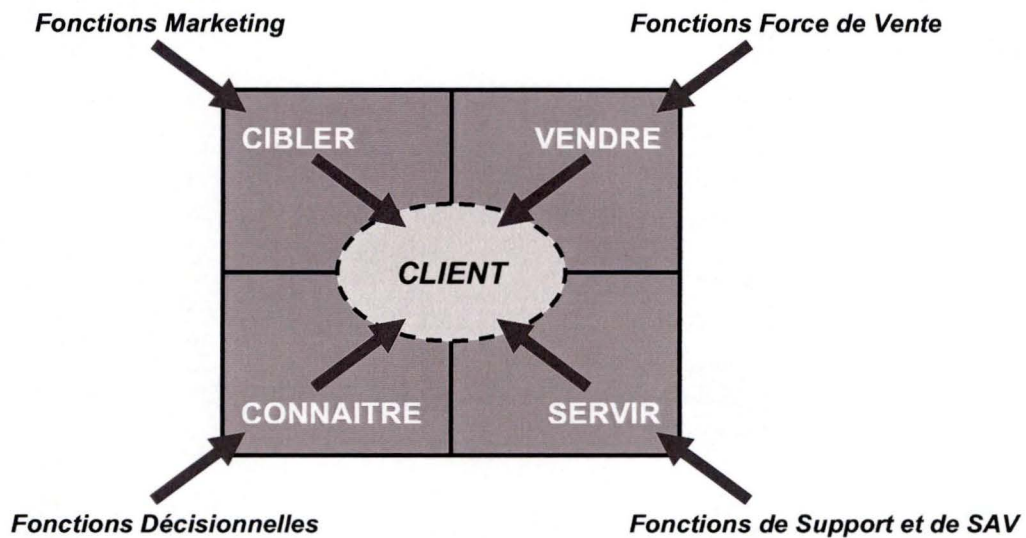 Fonctions Marketing
Fonctions Force de Vente
CIBLER
VENDRE
CLIENT
CONNAITRE
SERVIR
Fonctions Décisionnelles
Fonctions de Support et de SAV